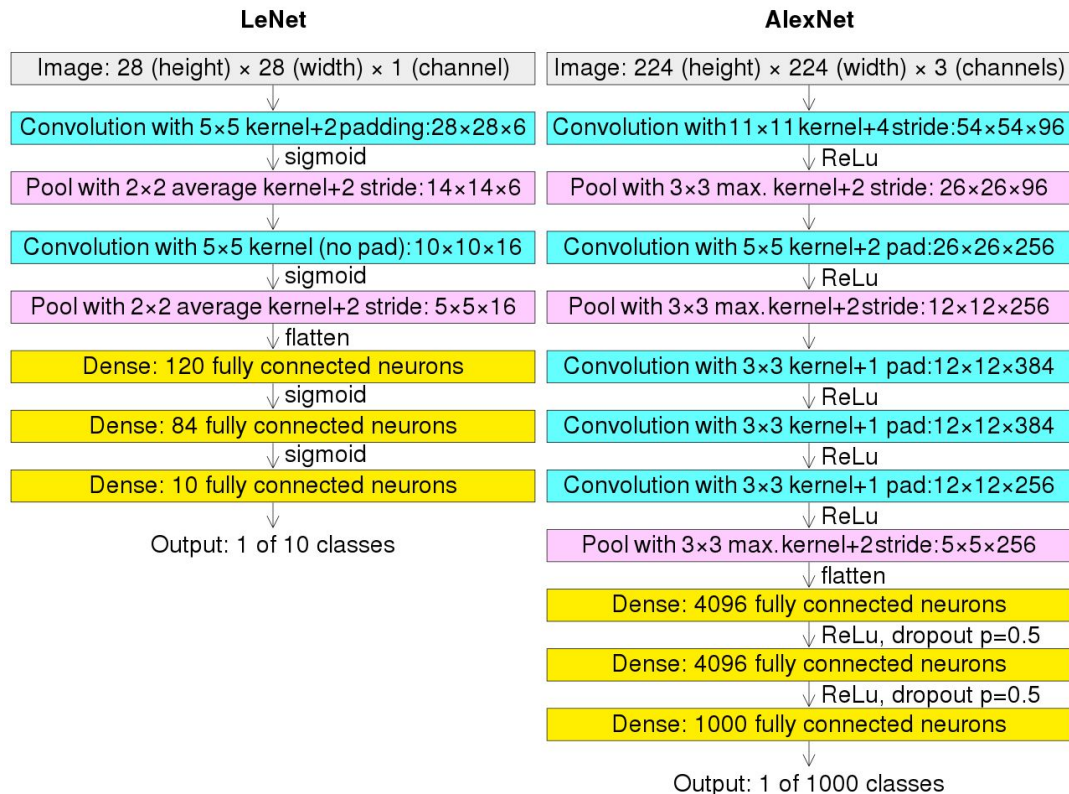 LeNet
Image: 28 (height) × 28 (width) × 1 (channel)
Convolution with 5×5 kernel+2 padding:28×28×6
sigmoid
Pool with 2×2 average kernel+2 stride: 14×14×6
Convolution with 5×5 kernel (no pad):10×10×16
sigmoid
Pool with 2×2 average kernel+2 stride: 5×5×16
flatten
Dense: 120 fully connected neurons
sigmoid
Dense: 84 fully connected neurons
sigmoid
Dense: 10 fully connected neurons
Output: 1 of 10 classes
AlexNet
Image: 224 (height) × 224 (width) × 3 (channels)
Convolution with 11×11 kernel+4 stride:54×54×96
ReLu
Pool with 3×3 max. kernel+2 stride: 26×26×96
Convolution with 5×5 kernel+2 pad:26×26×256
ReLu
Pool with 3×3 max.kernel+2stride:12×12×256
Convolution with 3×3 kernel+1 pad:12×12×384
ReLu
Convolution with 3×3 kernel+1 pad:12×12×384
ReLu
Convolution with 3×3 kernel+1 pad:12×12×256
ReLu
Pool with 3×3 max.kernel+2stride:5×5×256
flatten
Dense: 4096 fully connected neurons
ReLu, dropout p=0.5
Dense: 4096 fully connected neurons
ReLu, dropout p=0.5
Dense: 1000 fully connected neurons
Output: 1 of 1000 classes